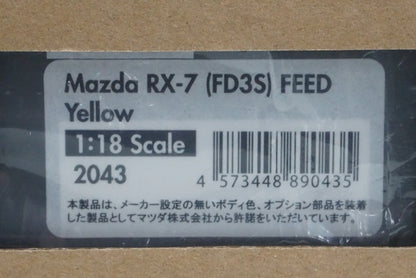 Mazda RX-7 (FD3S) FEED
Yellow
1:18 Scale
2043
4 573448 890435
本製品は、メーカー設定の無いボディ色、オプション部品を装着
した製品としてマツダ株式会社から許諾をいただいています。